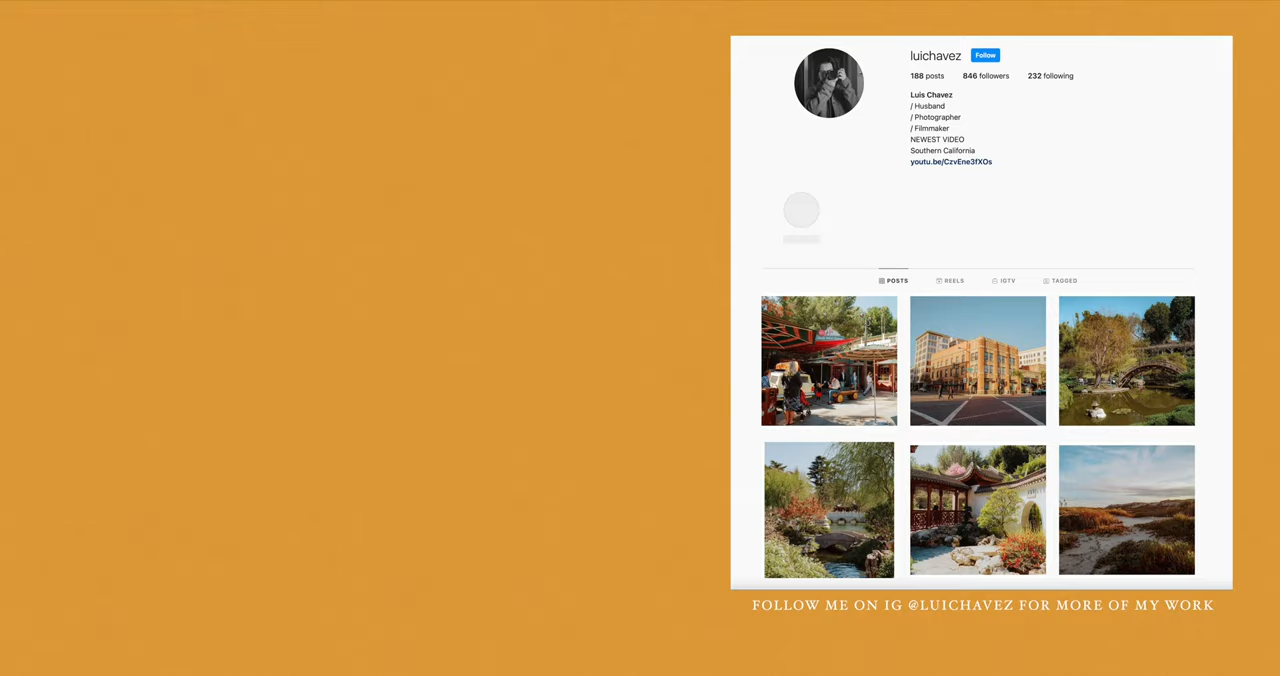 luichavez Follow
188 posts 846 followers 232 following
Luis Chavez
/ Husband
/ Photographer
/ Filmmaker
NEWEST VIDEO
Southern California
youtu.be/CzvEne3fXOs
POSTS REELS IGTV TAGGED
FOLLOW ME ON IG @LUICHAVEZ FOR MORE OF MY WORK